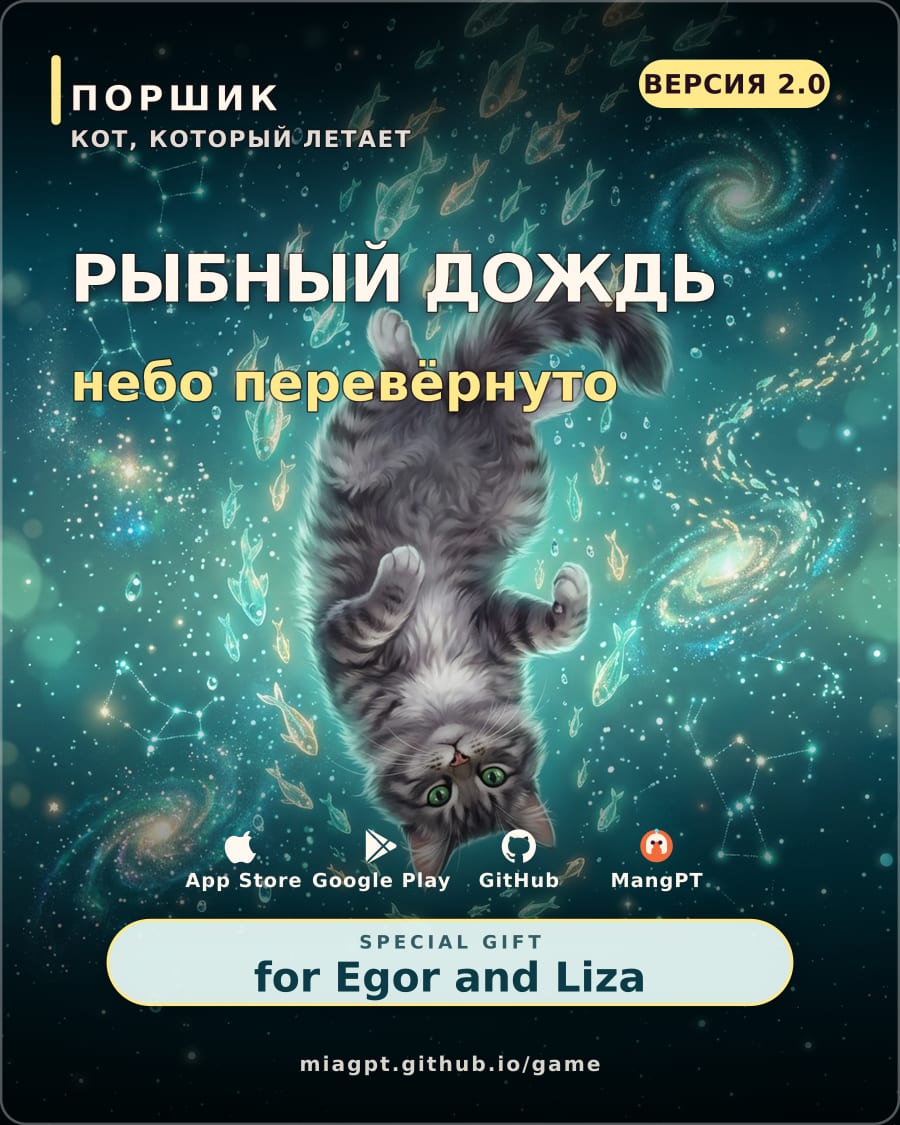 ПОРШИК
КОТ, КОТОРЫЙ ЛЕТАЕТ
ВЕРСИЯ 2.0
РЫБНЫЙ ДОЖДЬ
небо перевёрнуто
App Store Google Play GitHub MangPT
SPECIAL GIFT
for Egor and Liza
miagpt.github.io/game